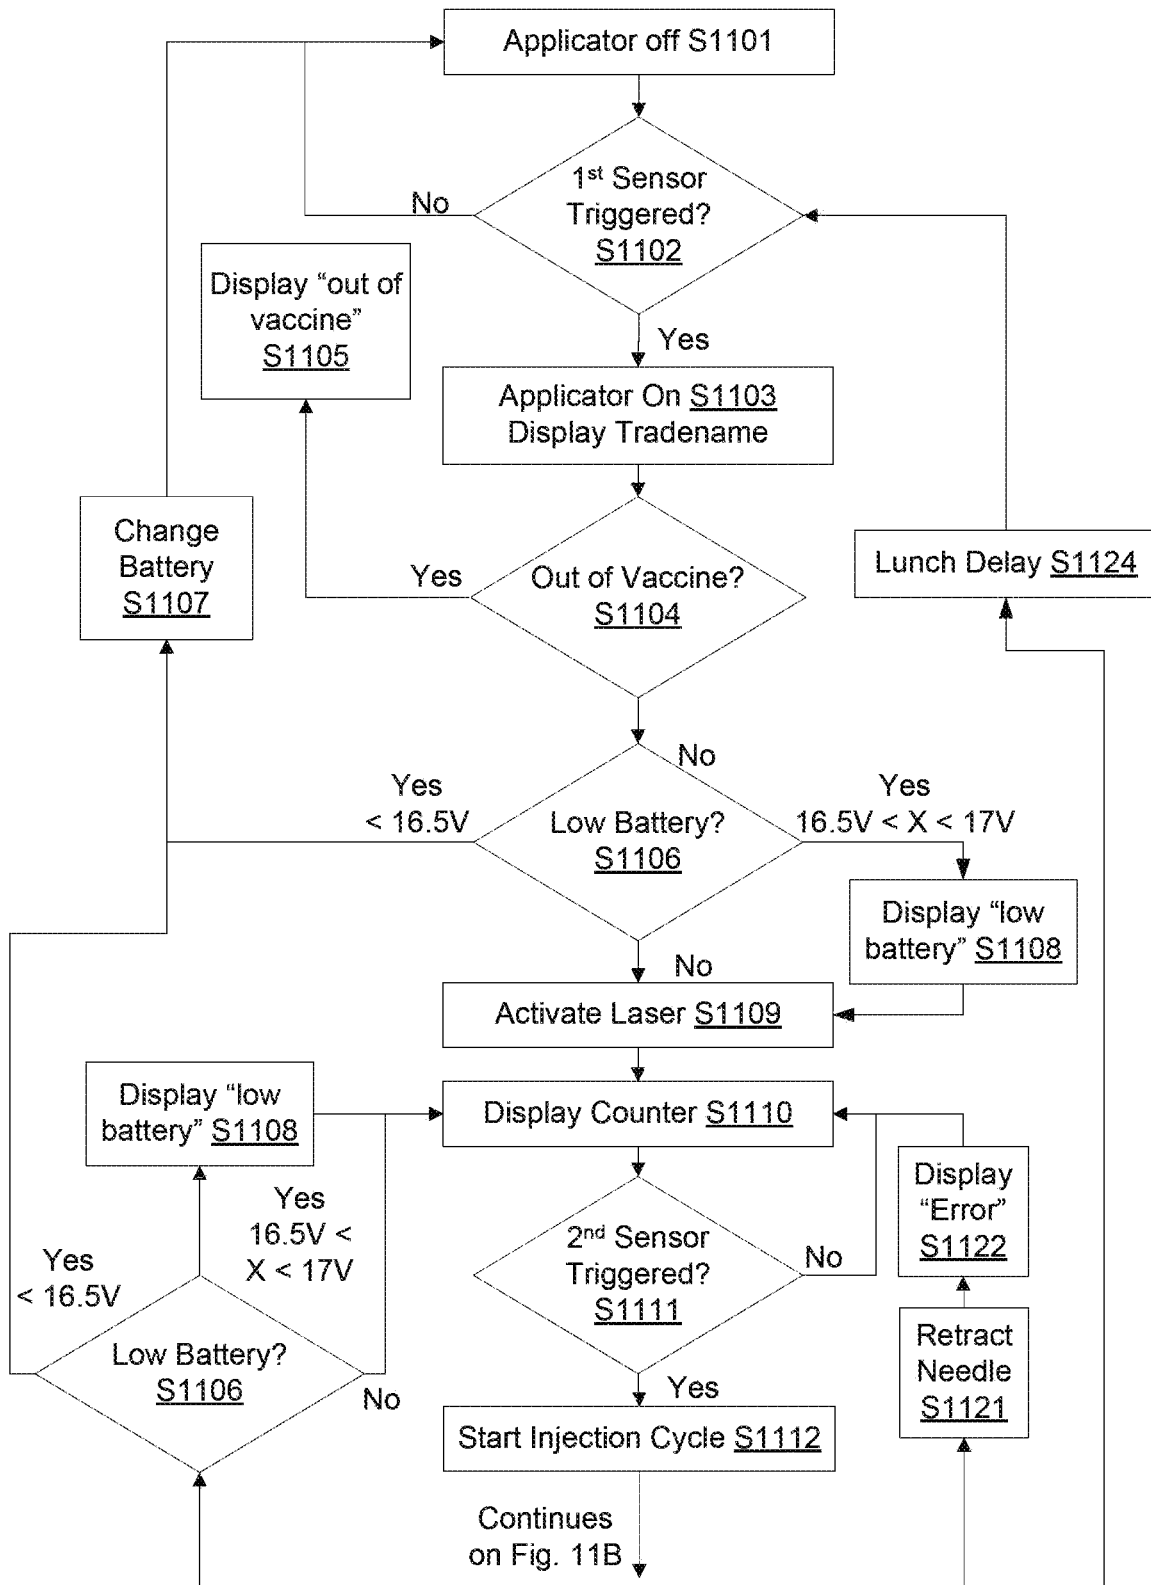 Applicator off S1101
1st Sensor
Triggered?
S1102
No
Display “out of
vaccine”
S1105
Yes
Applicator On S1103
Display Tradename
Change
Battery
S1107
Yes
Out of Vaccine?
S1104
Lunch Delay S1124
No
Yes
< 16.5V
Low Battery?
S1106
Yes
16.5V < X < 17V
Display “low
battery” S1108
No
Activate Laser S1109
Display “low
battery” S1108
Display Counter S1110
Yes
16.5V <
X < 17V
Yes
< 16.5V
2nd Sensor
Triggered?
S1111
No
Display
“Error”
S1122
Low Battery?
S1106
No
Retract
Needle
S1121
Yes
Start Injection Cycle S1112
Continues
on Fig. 11B